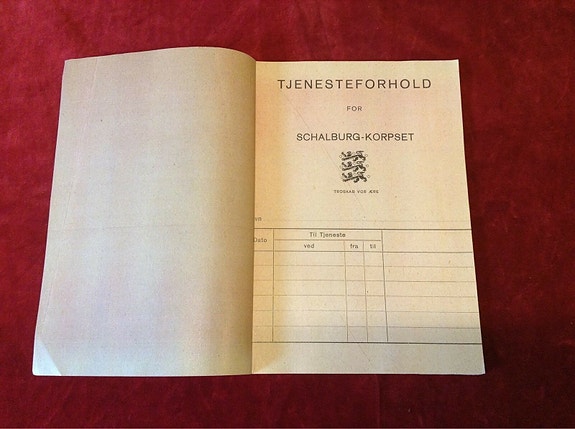 TJENESTEFORHOLD
FOR
SCHALBURG-KORPSET
TROSKAB VOR ÆRE
Dato Til Tjeneste
ved fra til